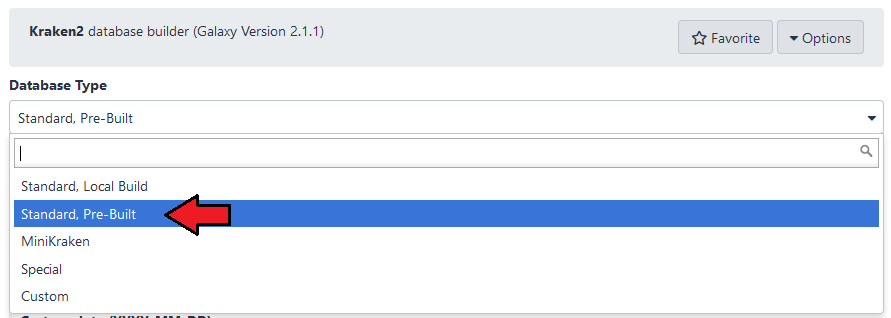 Kraken2 database builder (Galaxy Version 2.1.1)
Favorite
Options
Database Type
Standard, Pre-Built
Standard, Local Build
Standard, Pre-Built
MiniKraken
Special
Custom